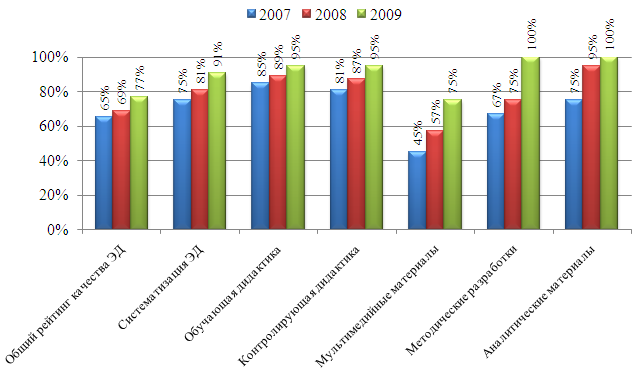 2007 2008 2009
100%
80%
60%
40%
20%
0%
65% 69% 77%
75% 81% 91%
85% 89% 95%
81% 87% 95%
45% 57% 75%
67% 75% 100%
75% 95% 100%
Общий рейтинг качества ЭД
Систематизация ЭД
Обучающая дидактика
Контролирующая дидактика
Мультимедийные материалы
Методические разработки
Аналитические материалы